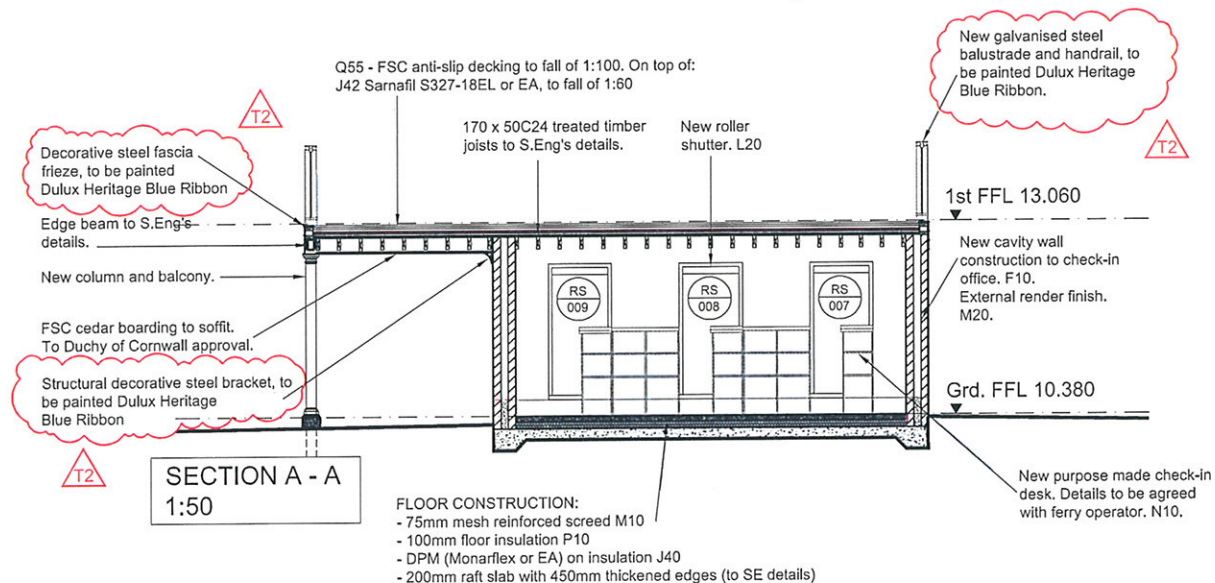 New galvanised steel
balustrade and handrail, to
be painted Dulux Heritage
Blue Ribbon.
T2
Q55 - FSC anti-slip decking to fall of 1:100. On top of:
J42 Sarnafil S327-18EL or EA, to fall of 1:60
T2
170 x 50C24 treated timber
joists to S.Eng's details.
New roller
shutter. L20
Decorative steel fascia
frieze, to be painted
Dulux Heritage Blue Ribbon
1st FFL 13.060
Edge beam to S.Eng's
details.
New column and balcony.
New cavity wall
construction to check-in
office. F10.
External render finish.
M20.
RS
009
RS
008
RS
007
FSC cedar boarding to soffit.
To Duchy of Cornwall approval.
Structural decorative steel bracket, to
be painted Dulux Heritage
Blue Ribbon
T2
Grd. FFL 10.380
SECTION A - A
1:50
New purpose made check-in
desk. Details to be agreed
with ferry operator. N10.
FLOOR CONSTRUCTION:
- 75mm mesh reinforced screed M10
- 100mm floor insulation P10
- DPM (Monarflex or EA) on insulation J40
- 200mm raft slab with 450mm thickened edges (to SE details)